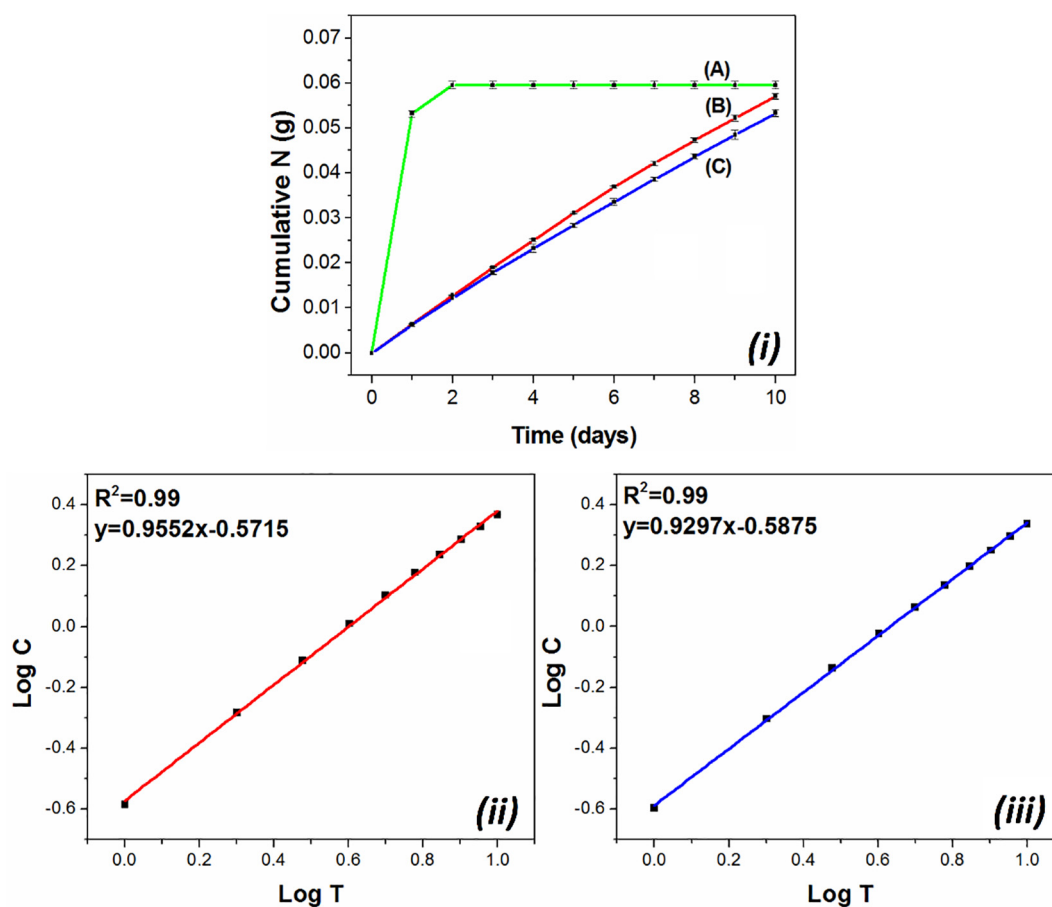 0.07
0.06
0.05
0.04
0.03
0.02
0.01
0.00
Cumulative N (g)
(A)
(B)
(C)
(i)
0 2 4 6 8 10
Time (days)
R²=0.99
y=0.9552x-0.5715
0.4
0.2
0.0
-0.2
-0.4
-0.6
Log C
(ii)
0.0 0.2 0.4 0.6 0.8 1.0
Log T
R²=0.99
y=0.9297x-0.5875
0.4
0.2
0.0
-0.2
-0.4
-0.6
Log C
(iii)
0.0 0.2 0.4 0.6 0.8 1.0
Log T